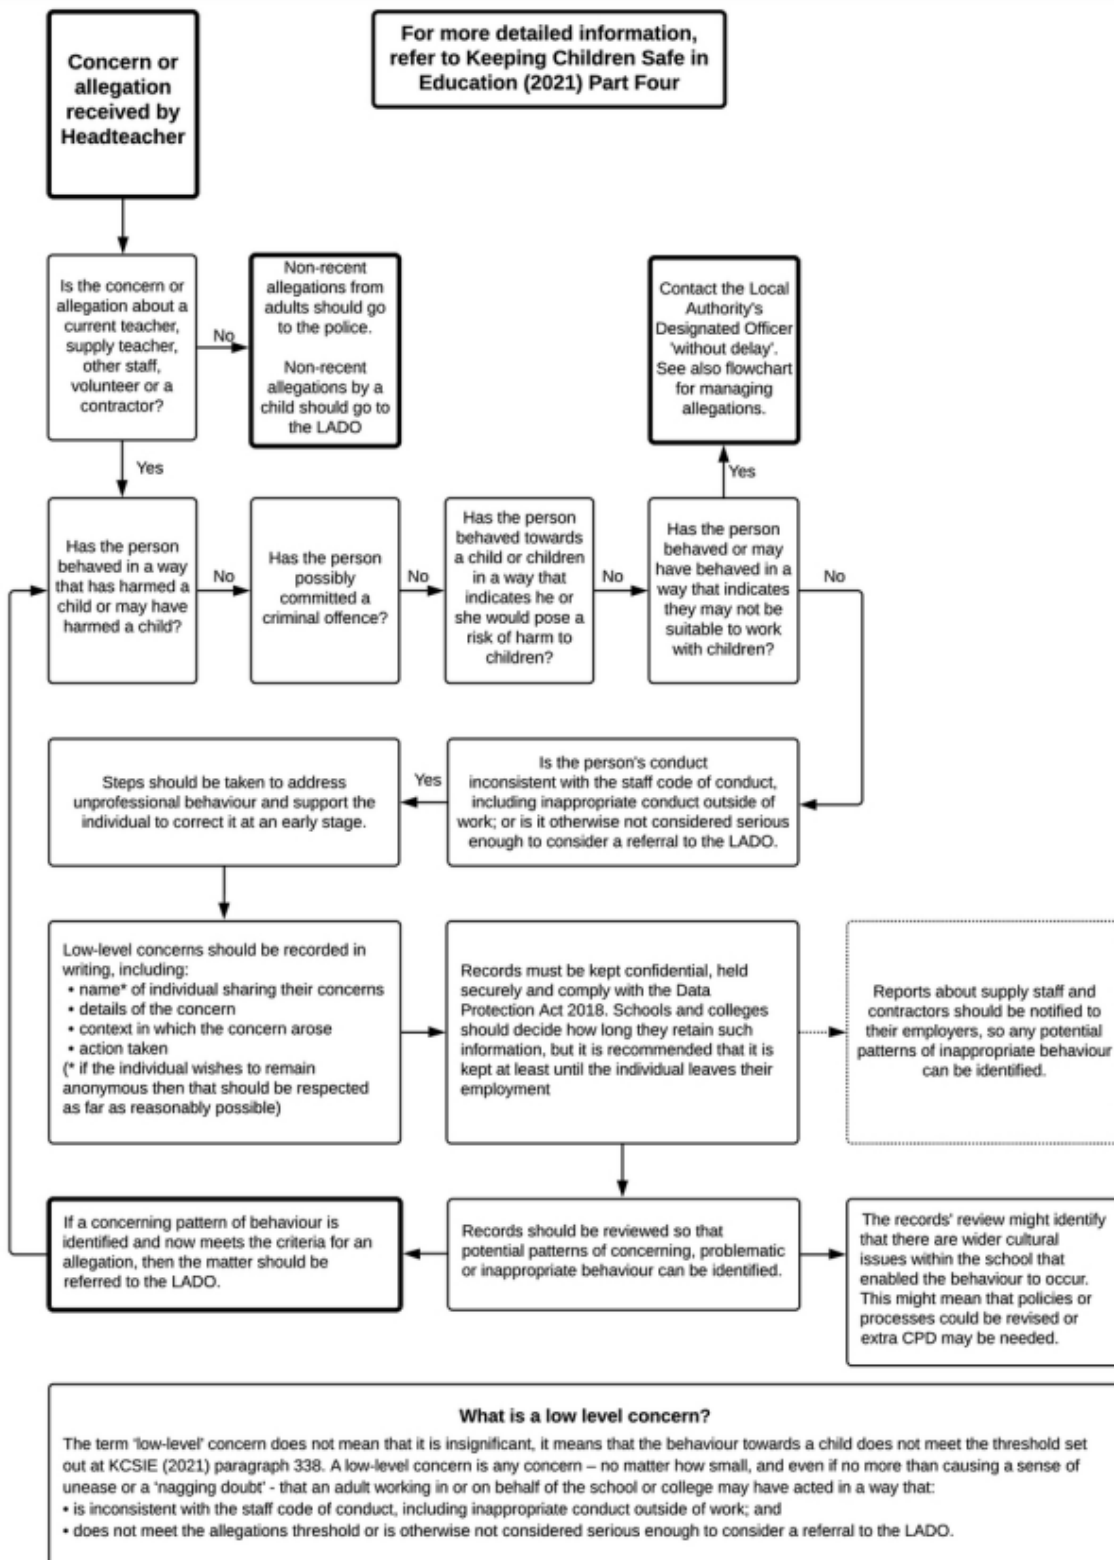 Concern or
allegation
received by
Headteacher
For more detailed information,
refer to Keeping Children Safe in
Education (2021) Part Four
Is the concern or
allegation about a
current teacher,
supply teacher,
other staff,
volunteer or a
contractor?
No
Non-recent
allegations from
adults should go
to the police.
Non-recent
allegations by a
child should go to
the LADO
Contact the Local
Authority's
Designated Officer
'without delay'.
See also flowchart
for managing
allegations.
Yes
Yes
Has the person
behaved in a way
that has harmed a
child or may have
harmed a child?
No
Has the person
possibly
committed a
criminal offence?
No
Has the person
behaved towards
a child or children
in a way that
indicates he or
she would pose a
risk of harm to
children?
No
Has the person
behaved or may
have behaved in a
way that indicates
they may not be
suitable to work
with children?
No
Steps should be taken to address
unprofessional behaviour and support the
individual to correct it at an early stage.
Yes
Is the person's conduct
inconsistent with the staff code of conduct,
including inappropriate conduct outside of
work; or is it otherwise not considered serious
enough to consider a referral to the LADO.
Low-level concerns should be recorded in
writing, including:
• name* of individual sharing their concerns
• details of the concern
• context in which the concern arose
• action taken
(* if the individual wishes to remain
anonymous then that should be respected
as far as reasonably possible)
Records must be kept confidential, held
securely and comply with the Data
Protection Act 2018. Schools and colleges
should decide how long they retain such
information, but it is recommended that it is
kept at least until the individual leaves their
employment
Reports about supply staff and
contractors should be notified to
their employers, so any potential
patterns of inappropriate behaviour
can be identified.
If a concerning pattern of behaviour is
identified and now meets the criteria for an
allegation, then the matter should be
referred to the LADO.
Records should be reviewed so that
potential patterns of concerning, problematic
or inappropriate behaviour can be identified.
The records' review might identify
that there are wider cultural
issues within the school that
enabled the behaviour to occur.
This might mean that policies or
processes could be revised or
extra CPD may be needed.
What is a low level concern?
The term 'low-level' concern does not mean that it is insignificant, it means that the behaviour towards a child does not meet the threshold set
out at KCSIE (2021) paragraph 338. A low-level concern is any concern – no matter how small, and even if no more than causing a sense of
unease or a 'nagging doubt' - that an adult working in or on behalf of the school or college may have acted in a way that:
• is inconsistent with the staff code of conduct, including inappropriate conduct outside of work; and
• does not meet the allegations threshold or is otherwise not considered serious enough to consider a referral to the LADO.